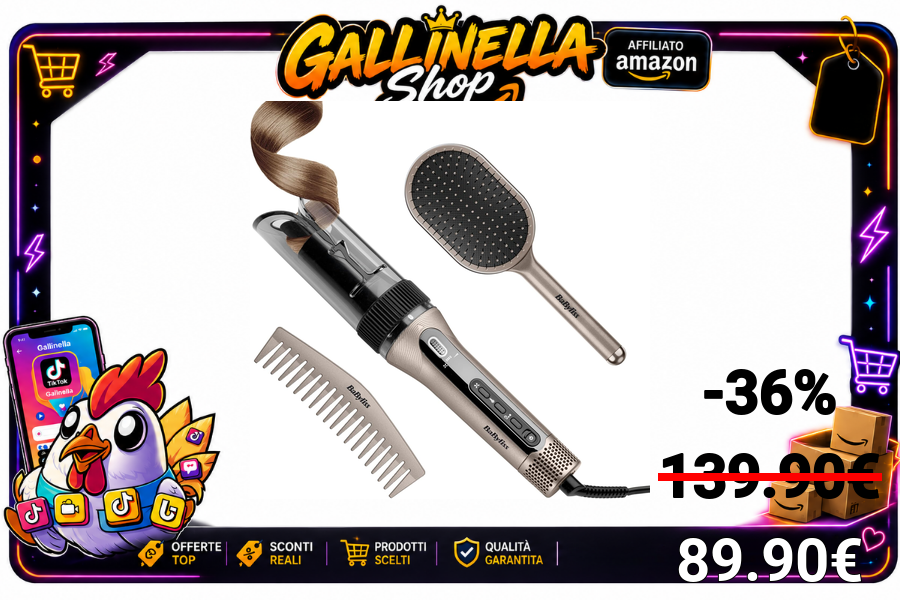 GALLINELLA
Shop
AFFILIATO
amazon
BaByliss
BaByliss
BaByliss
Gallinella
TikTok
Gallinella
-36%
139.90€
89.90€
OFFERTE
TOP
SCONTI
REALI
PRODOTTI
SCELTI
QUALITÀ
GARANTITA